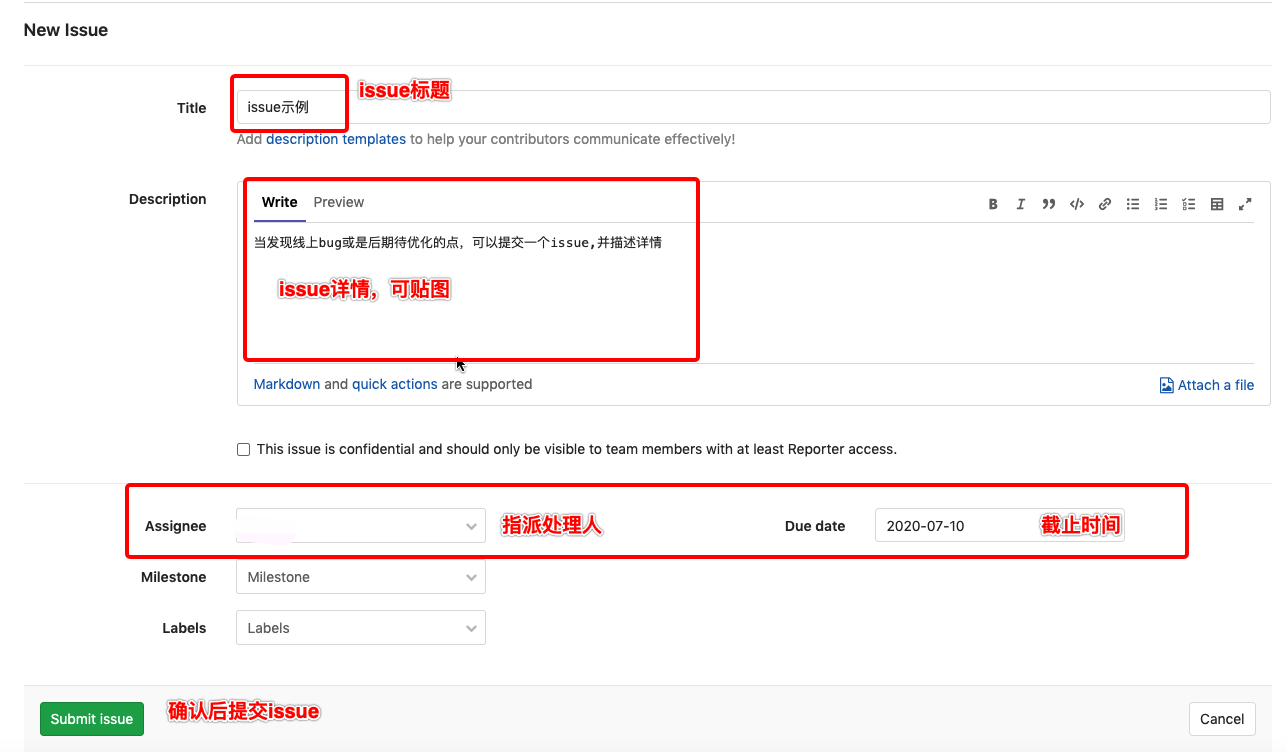 New Issue
issue标题
Title issue示例
Add description templates to help your contributors communicate effectively!
Description Write Preview
当发现线上bug或是后期待优化的点，可以提交一个issue,并描述详情
issue详情，可贴图
Markdown and quick actions are supported Attach a file
This issue is confidential and should only be visible to team members with at least Reporter access.
Assignee 指派处理人 Due date 2020-07-10 截止时间
Milestone Milestone
Labels Labels
Submit issue 确认后提交issue Cancel